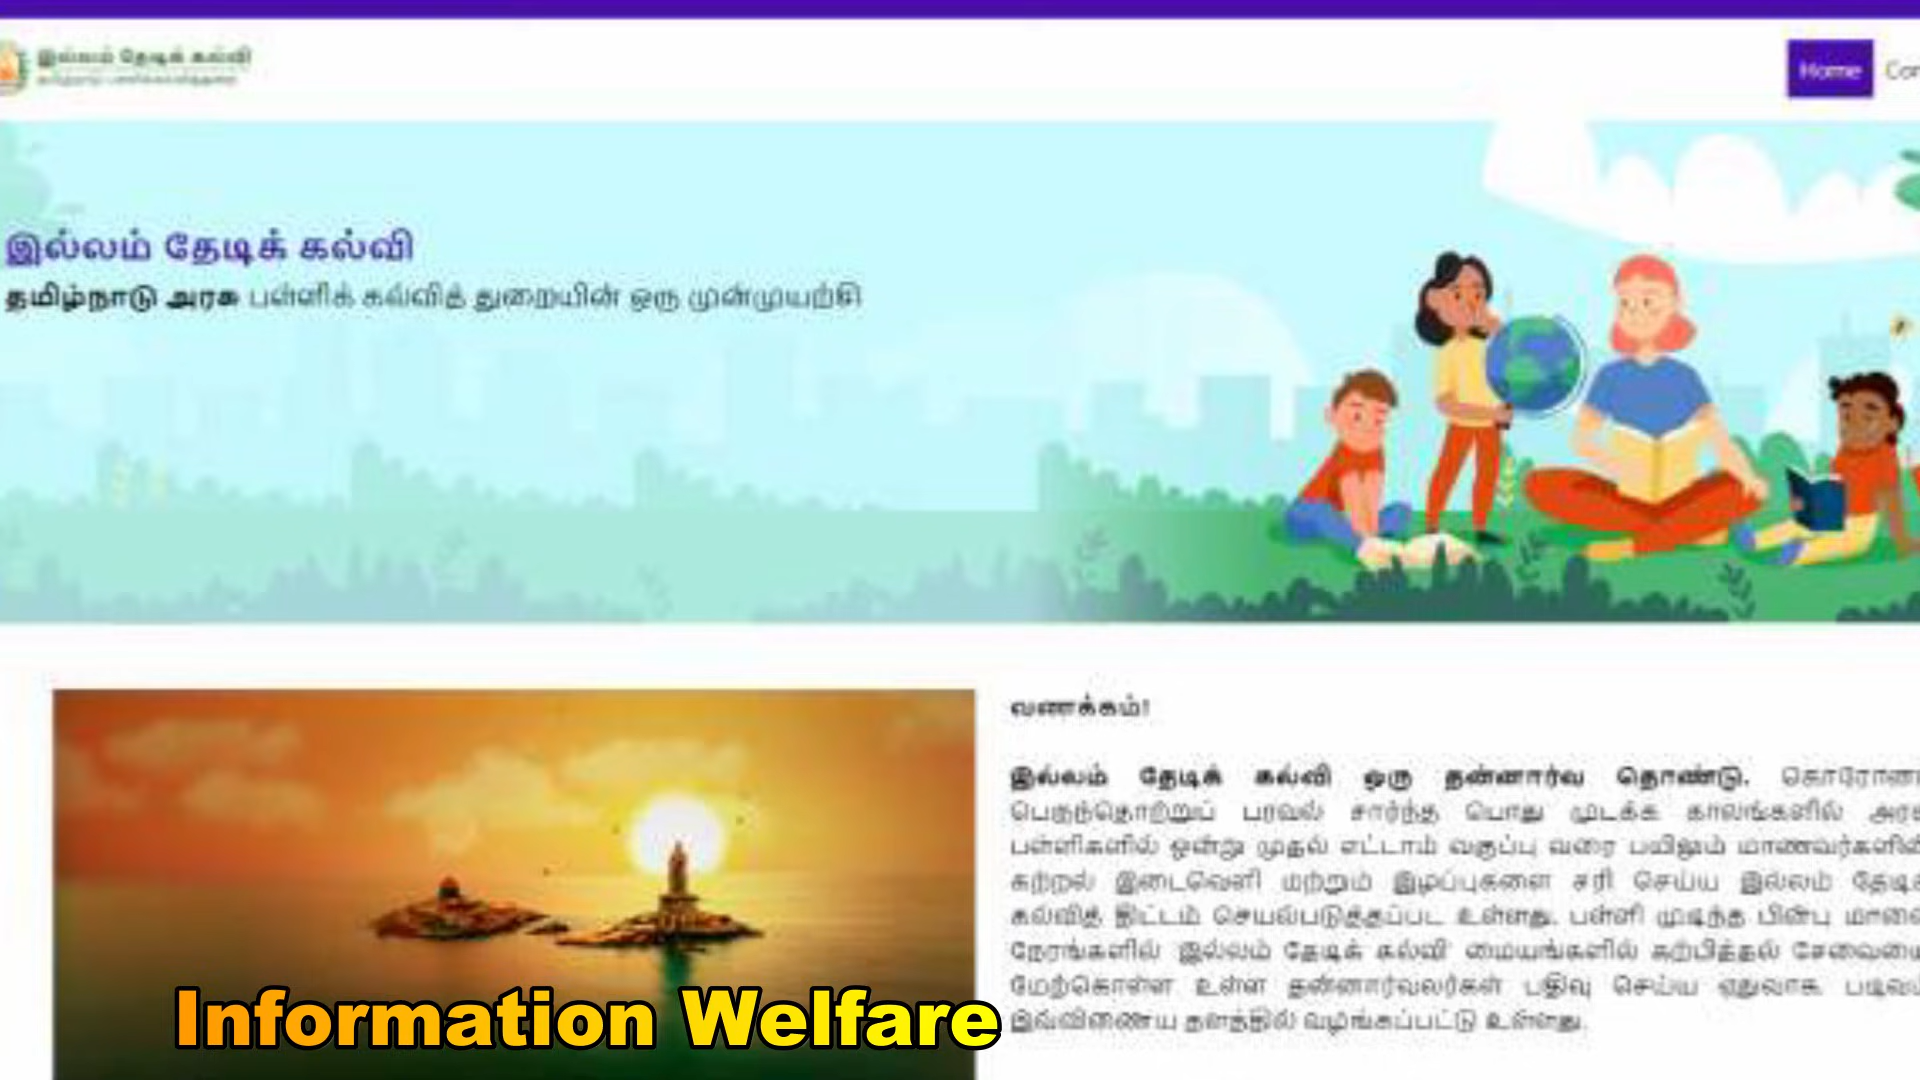 இல்லம் தேடிக் கல்வி
Home
இல்லம் தேடிக் கல்வி
தமிழ்நாடு அரசு பள்ளிக் கல்வித் துறையின் ஒரு முன்முயற்சி
வணக்கம்!
இல்லம் தேடிக் கல்வி ஒரு தன்னார்வ தொண்டு.
பெருந்தொற்றுப் பரவல் சார்ந்த பொது முடக்க காலங்களில்
பள்ளிகளில் ஒன்று முதல் எட்டாம் வகுப்பு வரை பயிலும் மாணவர்களின்
கற்றல் இடைவெளி மற்றும் இழப்புகளை சரி செய்ய இல்லம்
கல்வித் திட்டம் செயல்படுத்தப்பட உள்ளது. பள்ளி முடிந்த பின்பு
நேரங்களில் இல்லம் தேடிக் கல்வி மையங்களில் கற்பித்தல்
மேற்கொள்ள உள்ள தன்னார்வலர்கள் பதிவு செய்ய ஏதுவாக
இவ்விணைய தளத்தில் வழங்கப்பட்டு உள்ளது.
Information Welfare